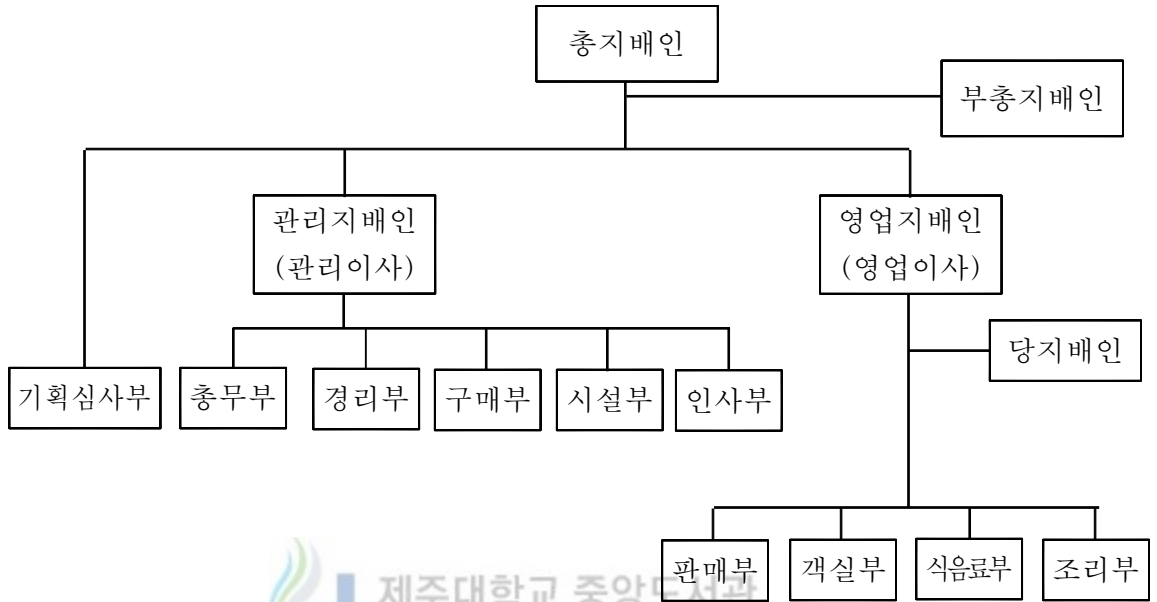 총지배인
부총지배인
관리지배인
(관리이사)
영업지배인
(영업이사)
당지배인
기획심사부
총무부
경리부
구매부
시설부
인사부
판매부
객실부
식음료부
조리부
제주대학교 중앙도서관